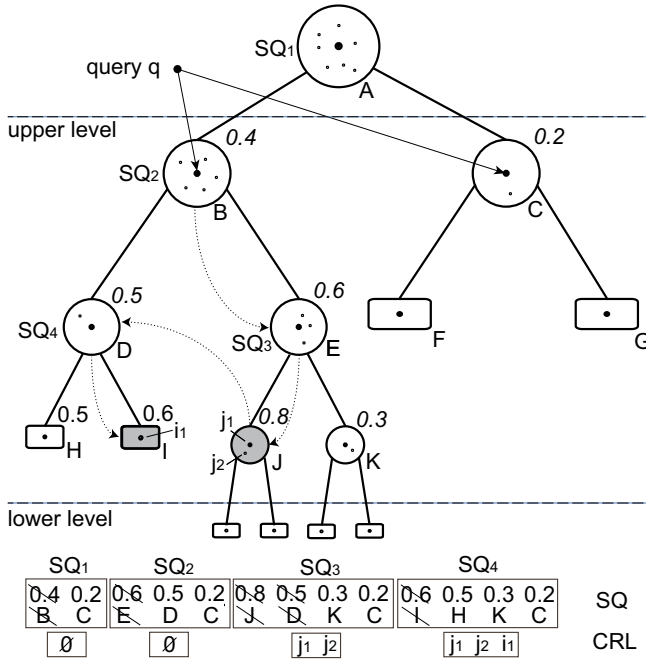 SQ1
A
query q
upper level
0.4
0.2
SQ2
B
C
0.5
0.6
SQ4
D
SQ3
E
F
G
0.5
0.6
0.8
0.3
j1
i1
H
I
j2
J
K
lower level
SQ1 SQ2 SQ3 SQ4
0.4 0.2 0.6 0.5 0.2 0.8 0.5 0.3 0.2 0.6 0.5 0.3 0.2 SQ
B C E D C J D K C I H K C
Ø Ø j1 j2 j1 j2 i1 CRL